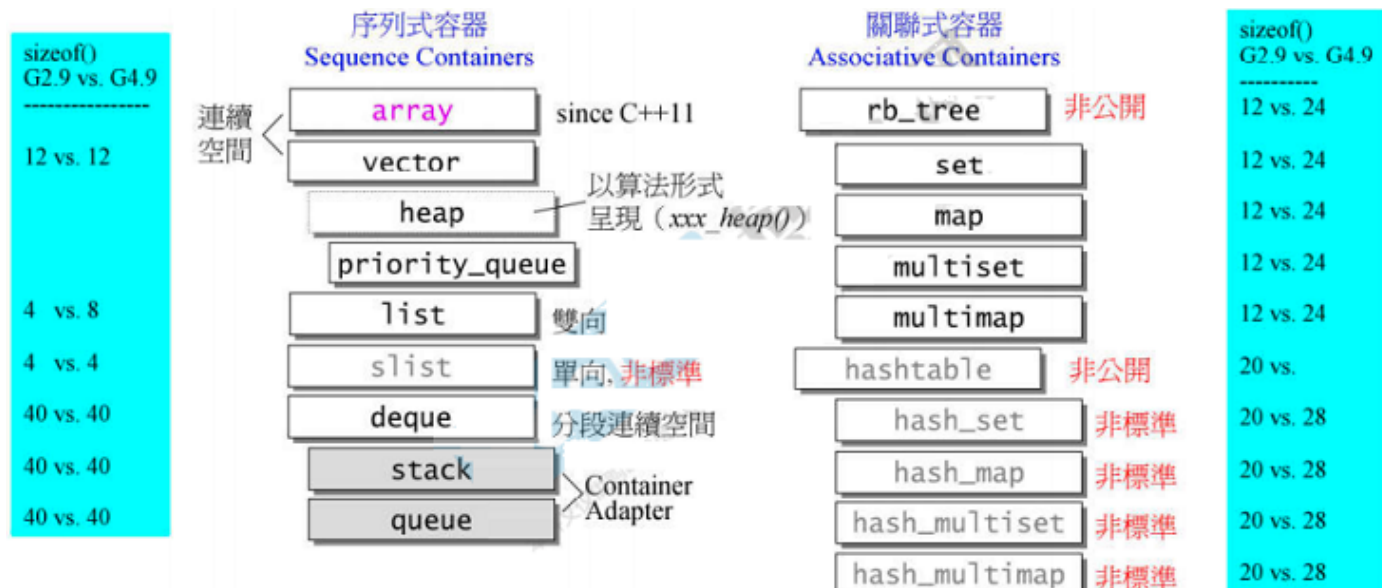 sizeof()
G2.9 vs. G4.9
----------------
12 vs. 12
4 vs. 8
4 vs. 4
40 vs. 40
40 vs. 40
40 vs. 40
序列式容器
Sequence Containers
連續
空間
array
since C++11
vector
heap
以算法形式
呈現（xxx_heap()）
priority_queue
list
雙向
slist
單向, 非標準
deque
分段連續空間
stack
queue
Container
Adapter
關聯式容器
Associative Containers
rb_tree
非公開
set
map
multiset
multimap
hashtable
非公開
hash_set
非標準
hash_map
非標準
hash_multiset
非標準
hash_multimap
非標準
sizeof()
G2.9 vs. G4.9
----------
12 vs. 24
12 vs. 24
12 vs. 24
12 vs. 24
12 vs. 24
20 vs.
20 vs. 28
20 vs. 28
20 vs. 28
20 vs. 28